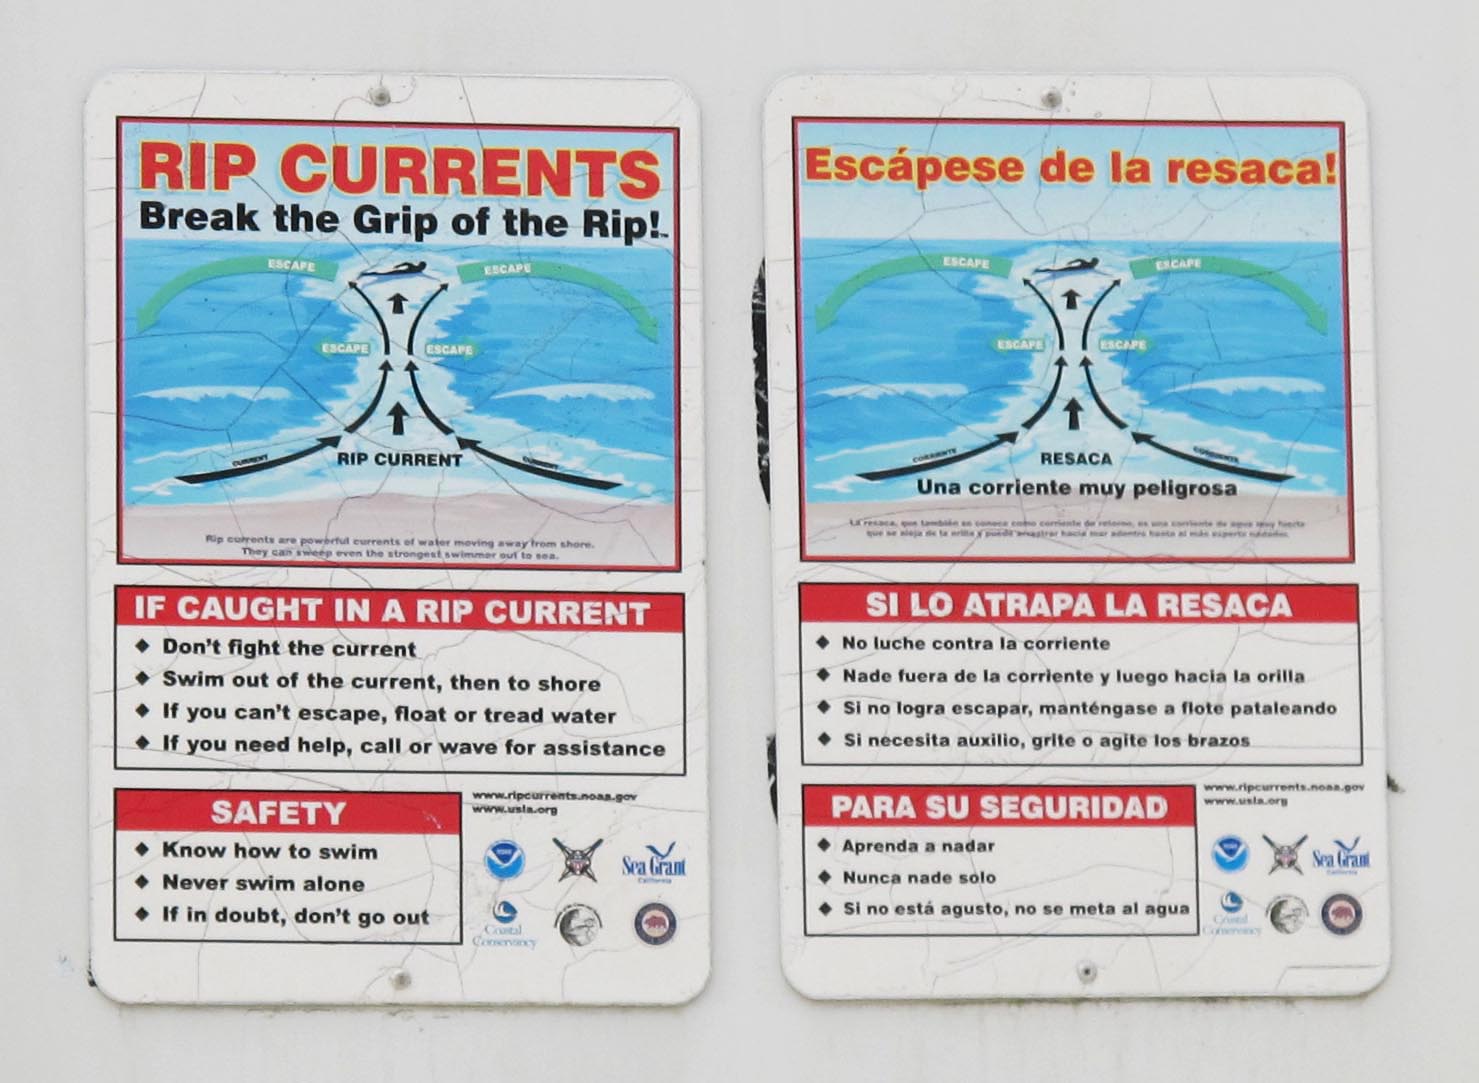 RIP CURRENTS
Break the Grip of the Rip!
ESCAPE
ESCAPE
ESCAPE
ESCAPE
CURRENT
RIP CURRENT
CURRENT
Rip currents are powerful currents of water moving away from shore.
They can sweep even the strongest swimmer out to sea.
IF CAUGHT IN A RIP CURRENT
◆ Don't fight the current
◆ Swim out of the current, then to shore
◆ If you can't escape, float or tread water
◆ If you need help, call or wave for assistance
SAFETY
◆ Know how to swim
◆ Never swim alone
◆ If in doubt, don't go out
www.ripcurrents.noaa.gov
www.usla.org
Sea Grant
California
Coastal
Conservancy
Escápese de la resaca!
ESCAPE
ESCAPE
ESCAPE
ESCAPE
CORRIENTE
RESACA
CORRIENTE
Una corriente muy peligrosa
La resaca, que también se conoce como corriente de retorno, es una corriente de agua muy fuerte
que se aleja de la orilla y puede arrastrar hacia mar adentro hasta al más experto nadador.
SI LO ATRAPA LA RESACA
◆ No luche contra la corriente
◆ Nade fuera de la corriente y luego hacia la orilla
◆ Si no logra escapar, manténgase a flote pataleando
◆ Si necesita auxilio, grite o agite los brazos
PARA SU SEGURIDAD
◆ Aprenda a nadar
◆ Nunca nade solo
◆ Si no está agusto, no se meta al agua
www.ripcurrents.noaa.gov
www.usla.org
Sea Grant
California
Coastal
Conservancy